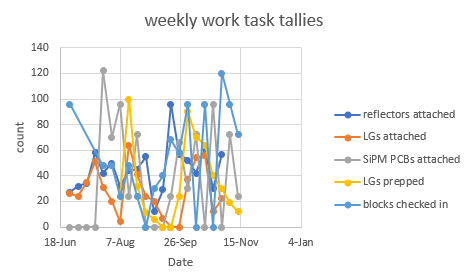 weekly work task tallies
140
120
100
80
60
40
20
0
count
18-Jun 7-Aug 26-Sep 15-Nov 4-Jan
Date
reflectors attached
LGs attached
SiPM PCBs attached
LGs prepped
blocks checked in